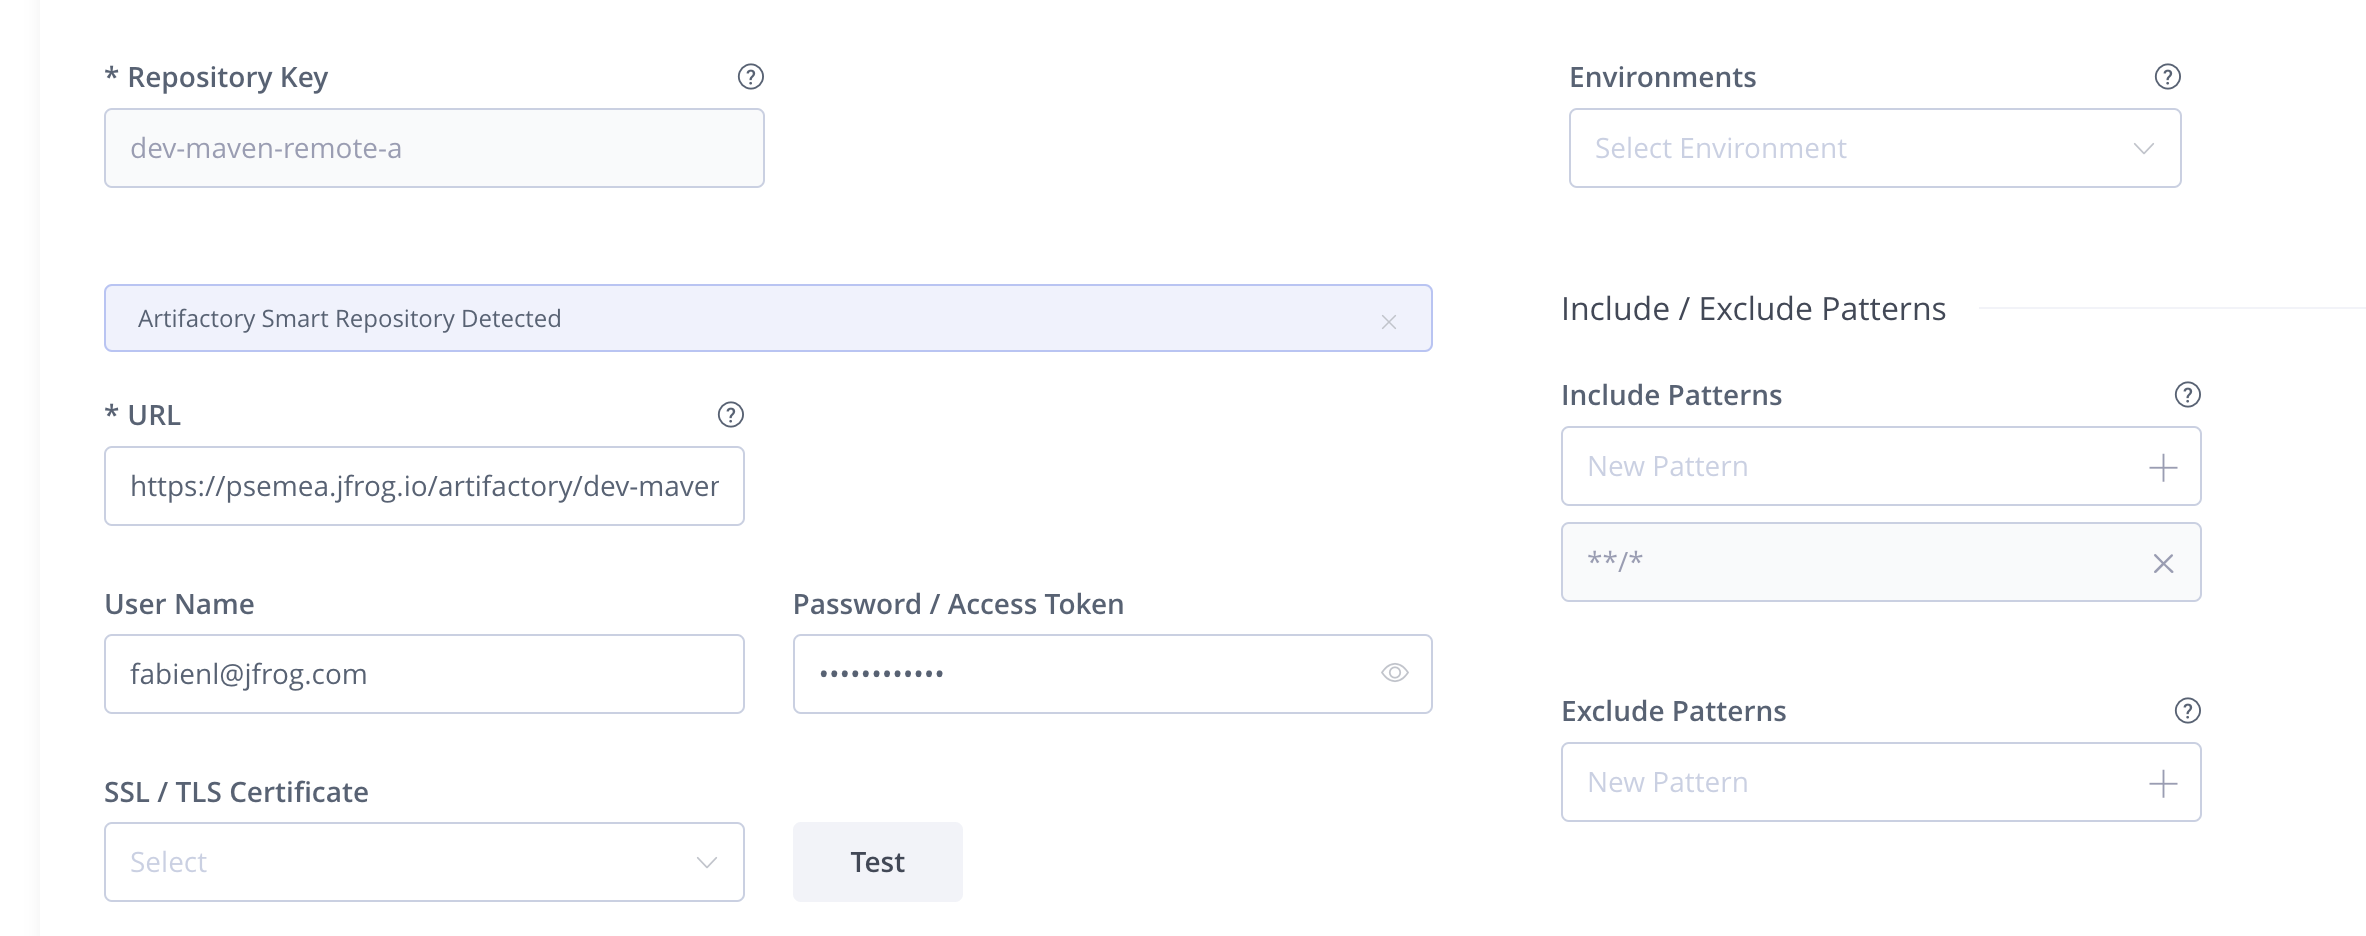 * Repository Key
dev-maven-remote-a
Environments
Select Environment
Artifactory Smart Repository Detected
* URL
https://psemea.jfrog.io/artifactory/dev-maver
User Name
fabienl@jfrog.com
Password / Access Token
••••••••••••
SSL / TLS Certificate
Select
Test
Include / Exclude Patterns
Include Patterns
New Pattern
**/*
Exclude Patterns
New Pattern